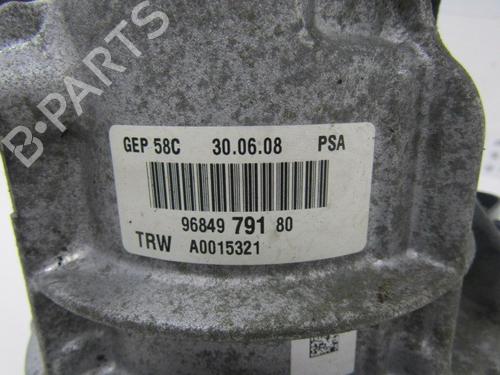 B-PARTS
GEP 58C 30.06.08 PSA
96849 791 80
TRW A0015321